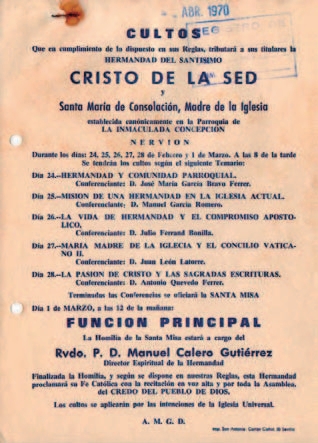 ABR. 1970
REGISTRO
CULTOS
Que en cumplimiento de lo dispuesto en sus Reglas, tributará a sus titulares la
HERMANDAD DEL SANTISIMO
CRISTO DE LA SED
y
Santa María de Consolación, Madre de la Iglesia
establecida canónicamente en la Parroquia de
LA INMACULADA CONCEPCIÓN
NERVION
Durante los días: 24, 25, 26, 27, 28 de Febrero y 1 de Marzo. A las 8 de la tarde
Se tendrán los cultos según el siguiente Temario:
Día 24.—HERMANDAD Y COMUNIDAD PARROQUIAL.
Conferenciante: D. José María García Bravo Ferrer.
Día 25.—MISION DE UNA HERMANDAD EN LA IGLESIA ACTUAL.
Conferenciante: D. Manuel García Romero.
Día 26.—LA VIDA DE HERMANDAD Y EL COMPROMISO APOSTO-
LICO.
Conferenciante: D. Julio Ferrand Bonilla.
Día 27.—MARIA MADRE DE LA IGLECIA Y EL CONCILIO VATICA-
NO II.
Conferenciante: D. Juan León Latorre.
Día 28.—LA PASION DE CRISTO Y LAS SAGRADAS ESCRITURAS.
Conferenciante: D. Antonio Quevedo Ferrer.
Terminadas las Conferencias se oficiará la SANTA MISA
Día 1 de MARZO, a las 12 de la mañana:
FUNCION PRINCIPAL
La Homilía de la Santa Misa estará a cargo del
Rvdo. P. D. Manuel Calero Gutiérrez
Director Espiritual de la Hermandad
Finalizada la Homilía, y según se dispone en nuestras Reglas, esta Hermandad
proclamará su Fe Católica con la recitación en voz alta y por toda la Asamblea,
del CREDO DEL PUEBLO DE DIOS.
Los cultos se aplicarán por las intenciones de la Iglesia Universal.
A. M. G. D.
Imp. San Antonio